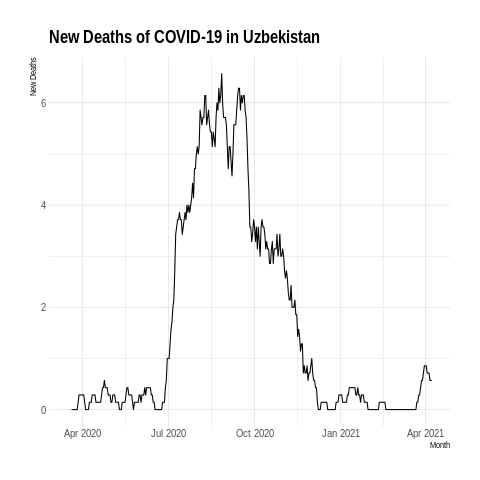 New Deaths of COVID-19 in Uzbekistan
New Deaths
6
4
2
0
Apr 2020 Jul 2020 Oct 2020 Jan 2021 Apr 2021
Month